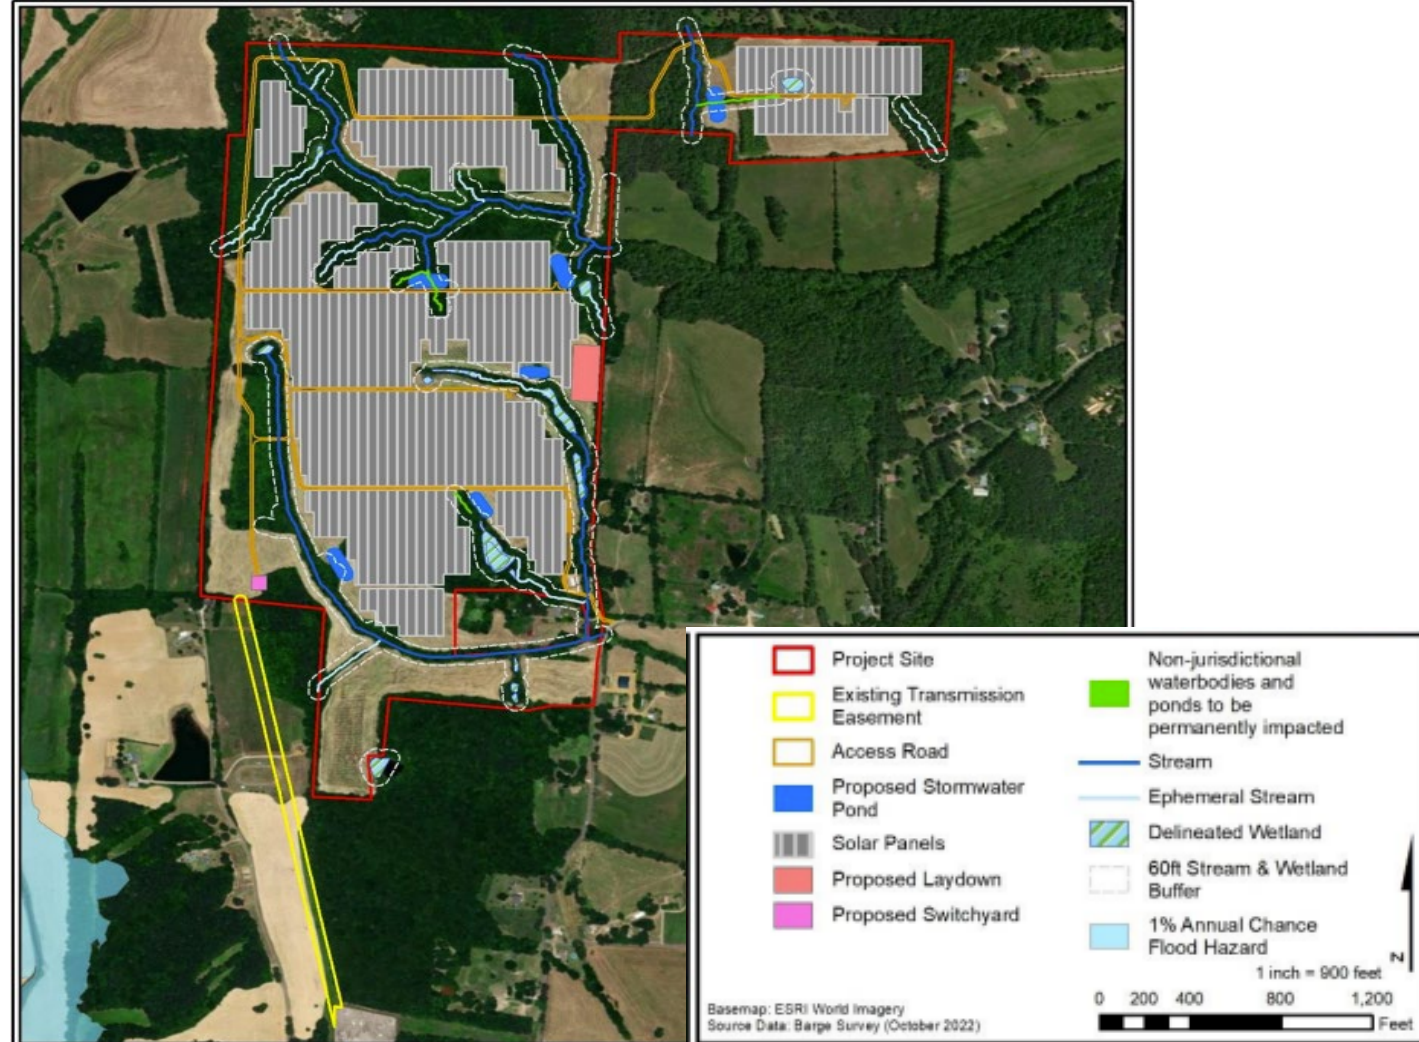 Project Site
Existing Transmission
Easement
Access Road
Proposed Stormwater
Pond
Solar Panels
Proposed Laydown
Proposed Switchyard
Non-jurisdictional
waterbodies and
ponds to be
permanently impacted
Stream
Ephemeral Stream
Delineated Wetland
60ft Stream & Wetland
Buffer
1% Annual Chance
Flood Hazard
N
1 inch = 900 feet
0 200 400 800 1,200
Feet
Basemap: ESRI World Imagery
Source Data: Barge Survey (October 2022)